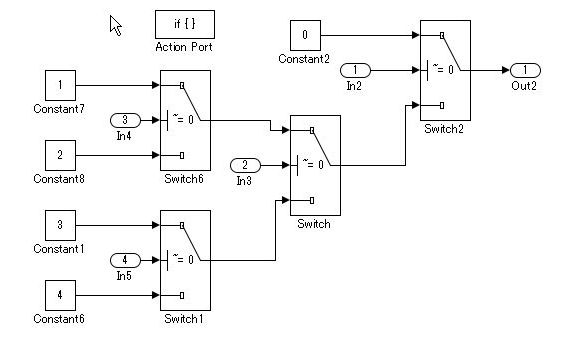 if { }
Action Port
0
Constant2
1
In2
~= 0
Switch2
1
Out2
1
Constant7
3
In4
~= 0
2
Constant8
Switch6
2
In3
~= 0
Switch
3
Constant1
4
In5
~= 0
4
Constant6
Switch1